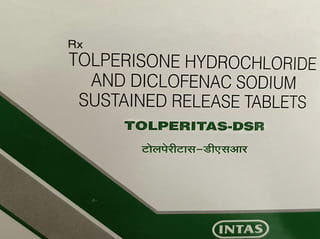 Rx
TOLPERISONE HYDROCHLORIDE
AND DICLOFENAC SODIUM
SUSTAINED RELEASE TABLETS
TOLPERITAS-DSR
टोलपेरीटास-डीएसआर
INTAS